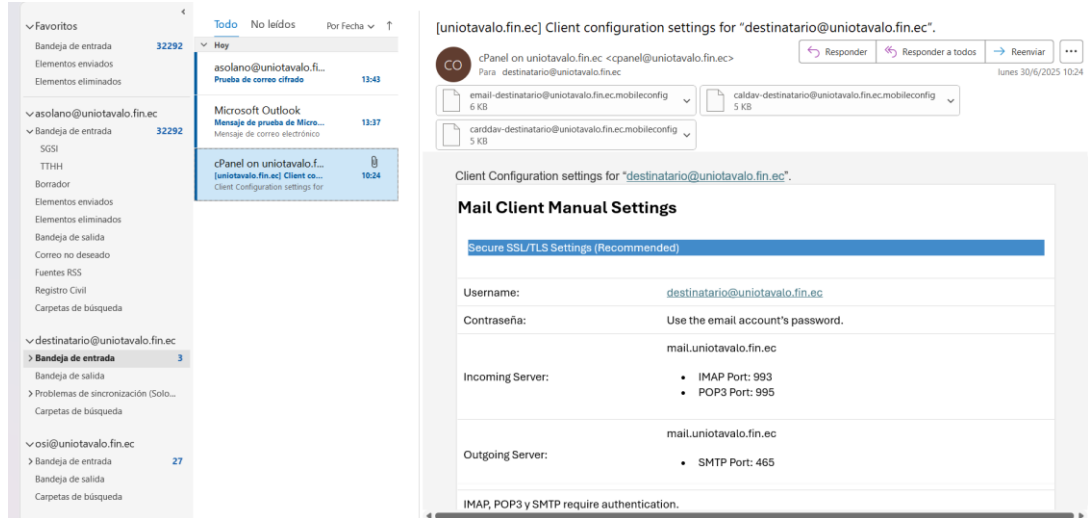 Favoritos
Bandeja de entrada 32292
Elementos enviados
Elementos eliminados
asolano@uniotavalo.fin.ec
Bandeja de entrada 32292
SGSI
TTHH
Borrador
Elementos enviados
Elementos eliminados
Bandeja de salida
Correo no deseado
Fuentes RSS
Registro Civil
Carpetas de búsqueda
destinatario@uniotavalo.fin.ec
Bandeja de entrada 3
Bandeja de salida
Problemas de sincronización (Solo...
Carpetas de búsqueda
osi@uniotavalo.fin.ec
Bandeja de entrada 27
Bandeja de salida
Carpetas de búsqueda
Todo No leídos Por Fecha
Hoy
asolano@uniotavalo.fi...
Prueba de correo cifrado 13:43
Microsoft Outlook
Mensaje de prueba de Micro... 13:37
Mensaje de correo electrónico
cPanel on uniotavalo.f...
[uniotavalo.fin.ec] Client co... 10:24
Client Configuration settings for
[uniotavalo.fin.ec] Client configuration settings for “destinatario@uniotavalo.fin.ec”.
CO
cPanel on uniotavalo.fin.ec <cpanel@uniotavalo.fin.ec>
Para destinatario@uniotavalo.fin.ec
Responder Responder a todos Reenviar ...
lunes 30/6/2025 10:24
email-destinatario@uniotavalo.fin.ec.mobileconfig
6 KB
caldav-destinatario@uniotavalo.fin.ec.mobileconfig
5 KB
carddav-destinatario@uniotavalo.fin.ec.mobileconfig
5 KB
Client Configuration settings for “destinatario@uniotavalo.fin.ec”.
Mail Client Manual Settings
Secure SSL/TLS Settings (Recommended)
Username: destinatario@uniotavalo.fin.ec
Contraseña: Use the email account’s password.
Incoming Server: mail.uniotavalo.fin.ec
• IMAP Port: 993
• POP3 Port: 995
Outgoing Server: mail.uniotavalo.fin.ec
• SMTP Port: 465
IMAP, POP3 y SMTP require authentication.